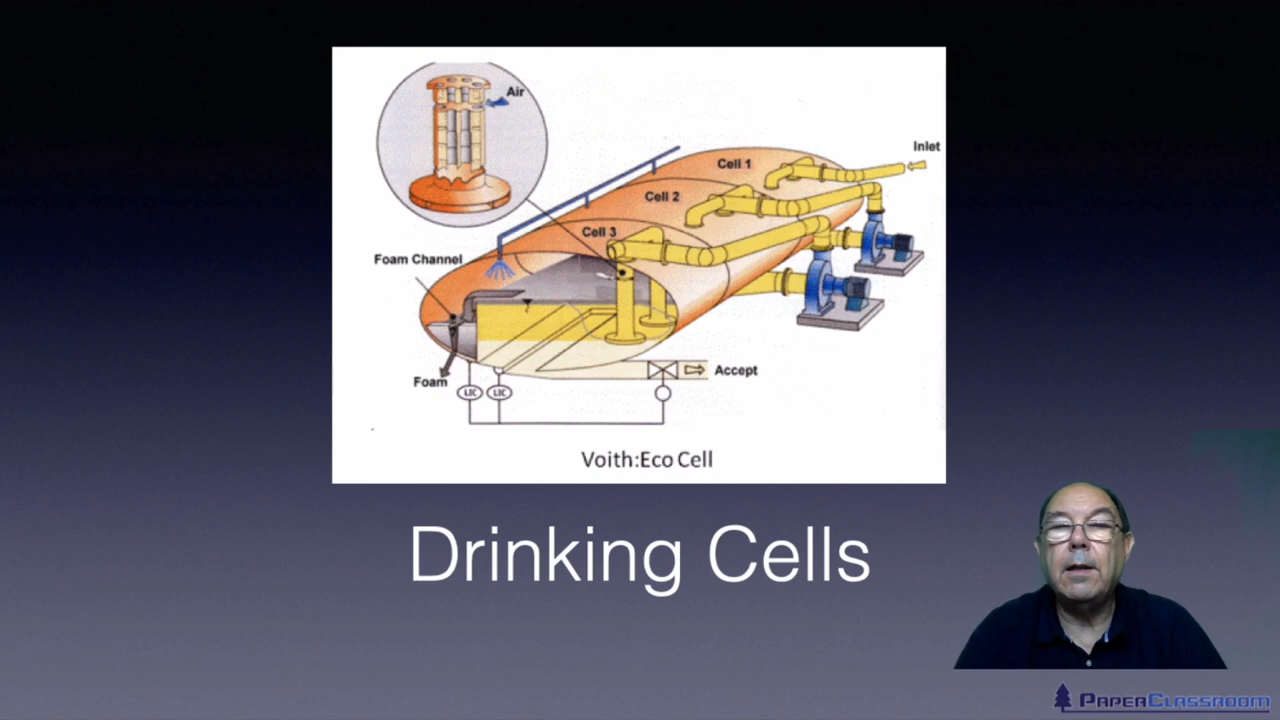 Air
Inlet
Cell 1
Cell 2
Cell 3
Foam Channel
Foam
LIC
LIC
Accept
Voith:Eco Cell
Drinking Cells
PAPERCLASSROOM